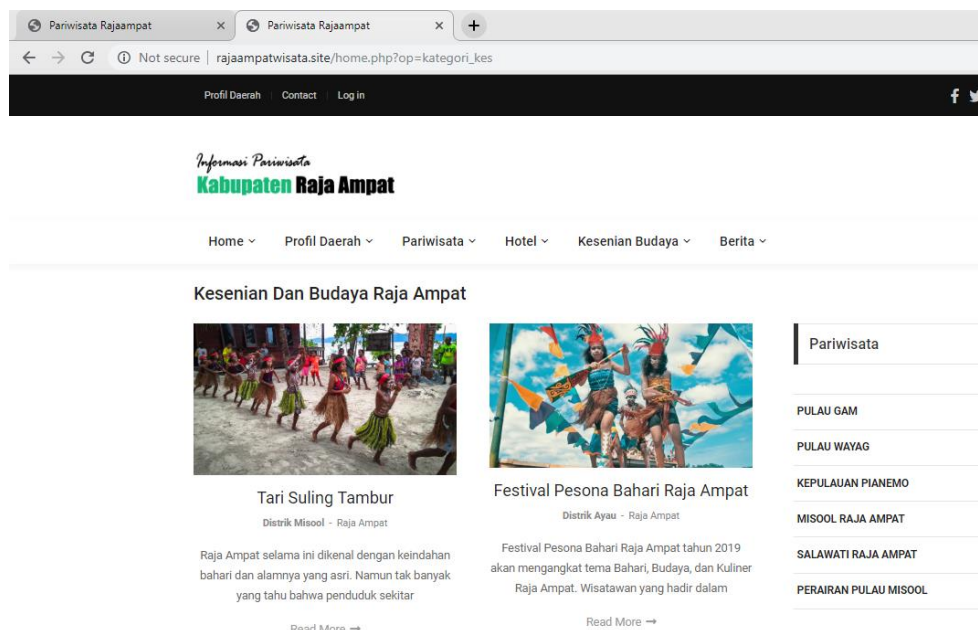 Pariwisata Rajaampat
Pariwisata Rajaampat
Not secure | rajaampatwisata.site/home.php?op=kategori_kes
Profil Daerah | Contact | Log in
Informasi Pariwisata
Kabupaten Raja Ampat
Home Profil Daerah Pariwisata Hotel Kesenian Budaya Berita
Kesenian Dan Budaya Raja Ampat
Tari Suling Tambur
Distrik Misool - Raja Ampat
Raja Ampat selama ini dikenal dengan keindahan
bahari dan alamnya yang asri. Namun tak banyak
yang tahu bahwa penduduk sekitar
Read More →
Festival Pesona Bahari Raja Ampat
Distrik Ayau - Raja Ampat
Festival Pesona Bahari Raja Ampat tahun 2019
akan mengangkat tema Bahari, Budaya, dan Kuliner
Raja Ampat. Wisatawan yang hadir dalam
Read More →
Pariwisata
PULAU GAM
PULAU WAYAG
KEPULAUAN PIANEMO
MISOOL RAJA AMPAT
SALAWATI RAJA AMPAT
PERAIRAN PULAU MISOOL